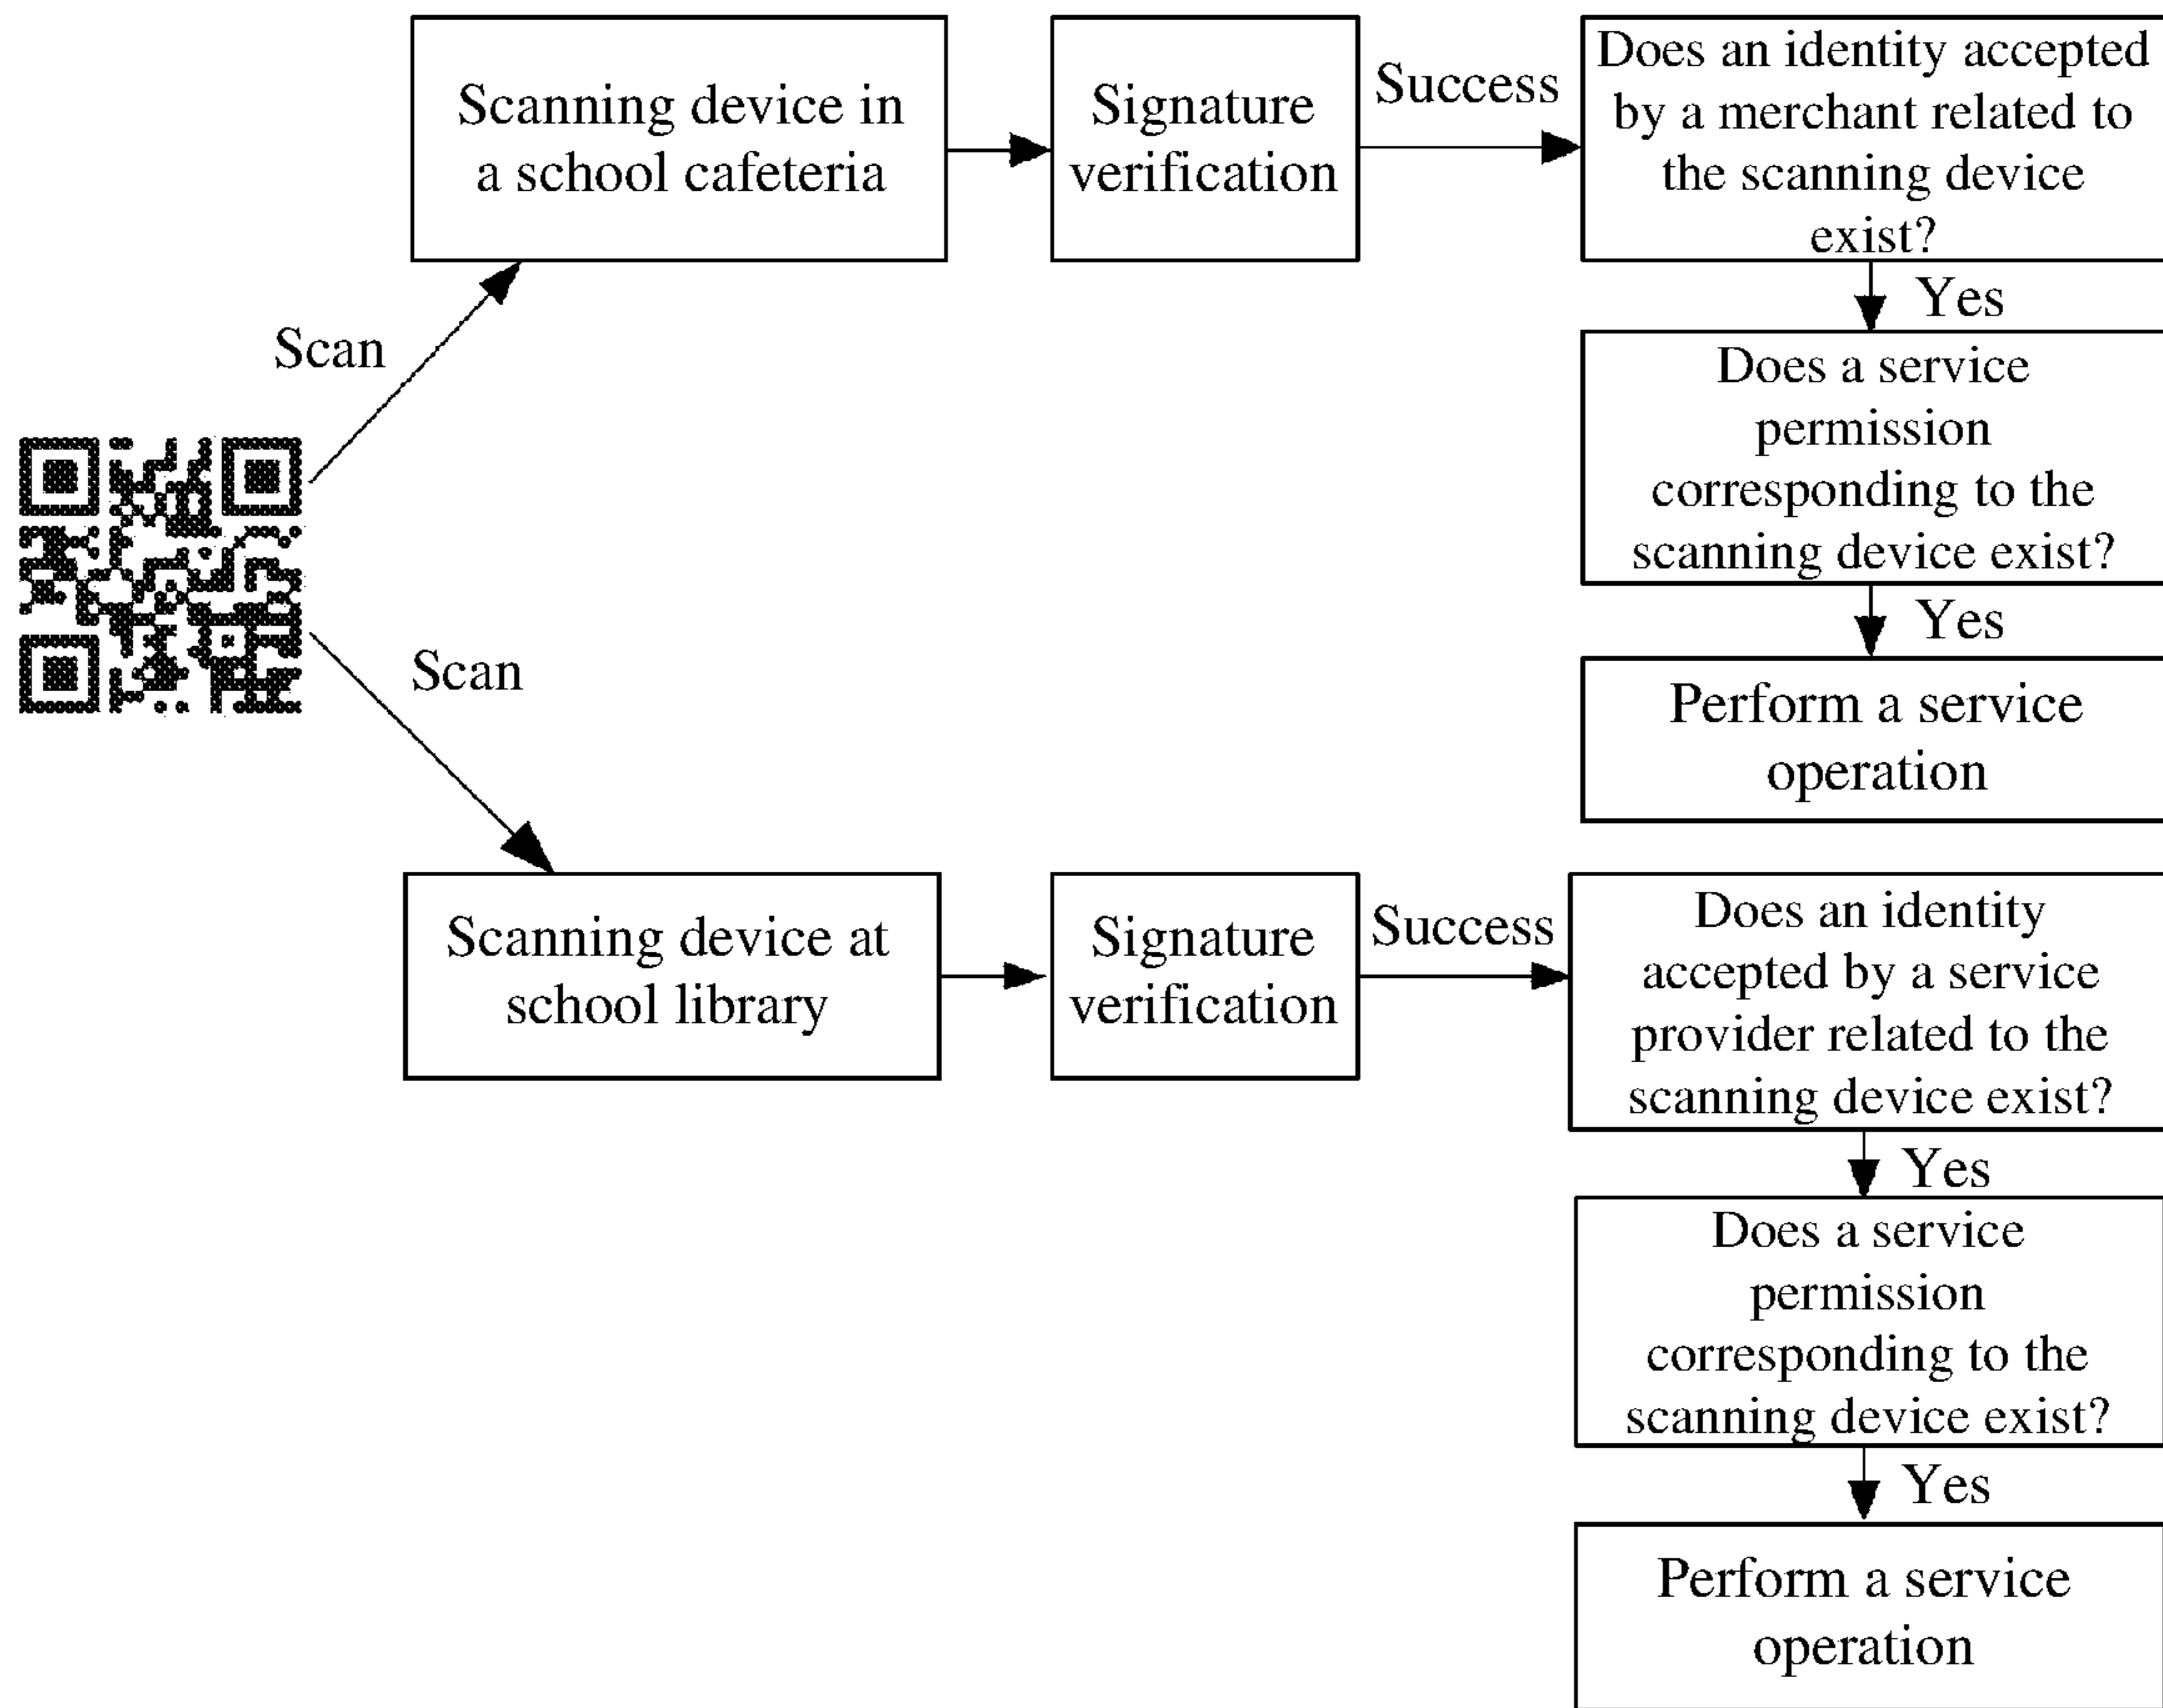 Scanning device in
a school cafeteria
Signature
verification
Success
Does an identity accepted
by a merchant related to
the scanning device
exist?
Yes
Scan
Does a service
permission
corresponding to the
scanning device exist?
Yes
Perform a service
operation
Scan
Scanning device at
school library
Signature
verification
Success
Does an identity
accepted by a service
provider related to the
scanning device exist?
Yes
Does a service
permission
corresponding to the
scanning device exist?
Yes
Perform a service
operation